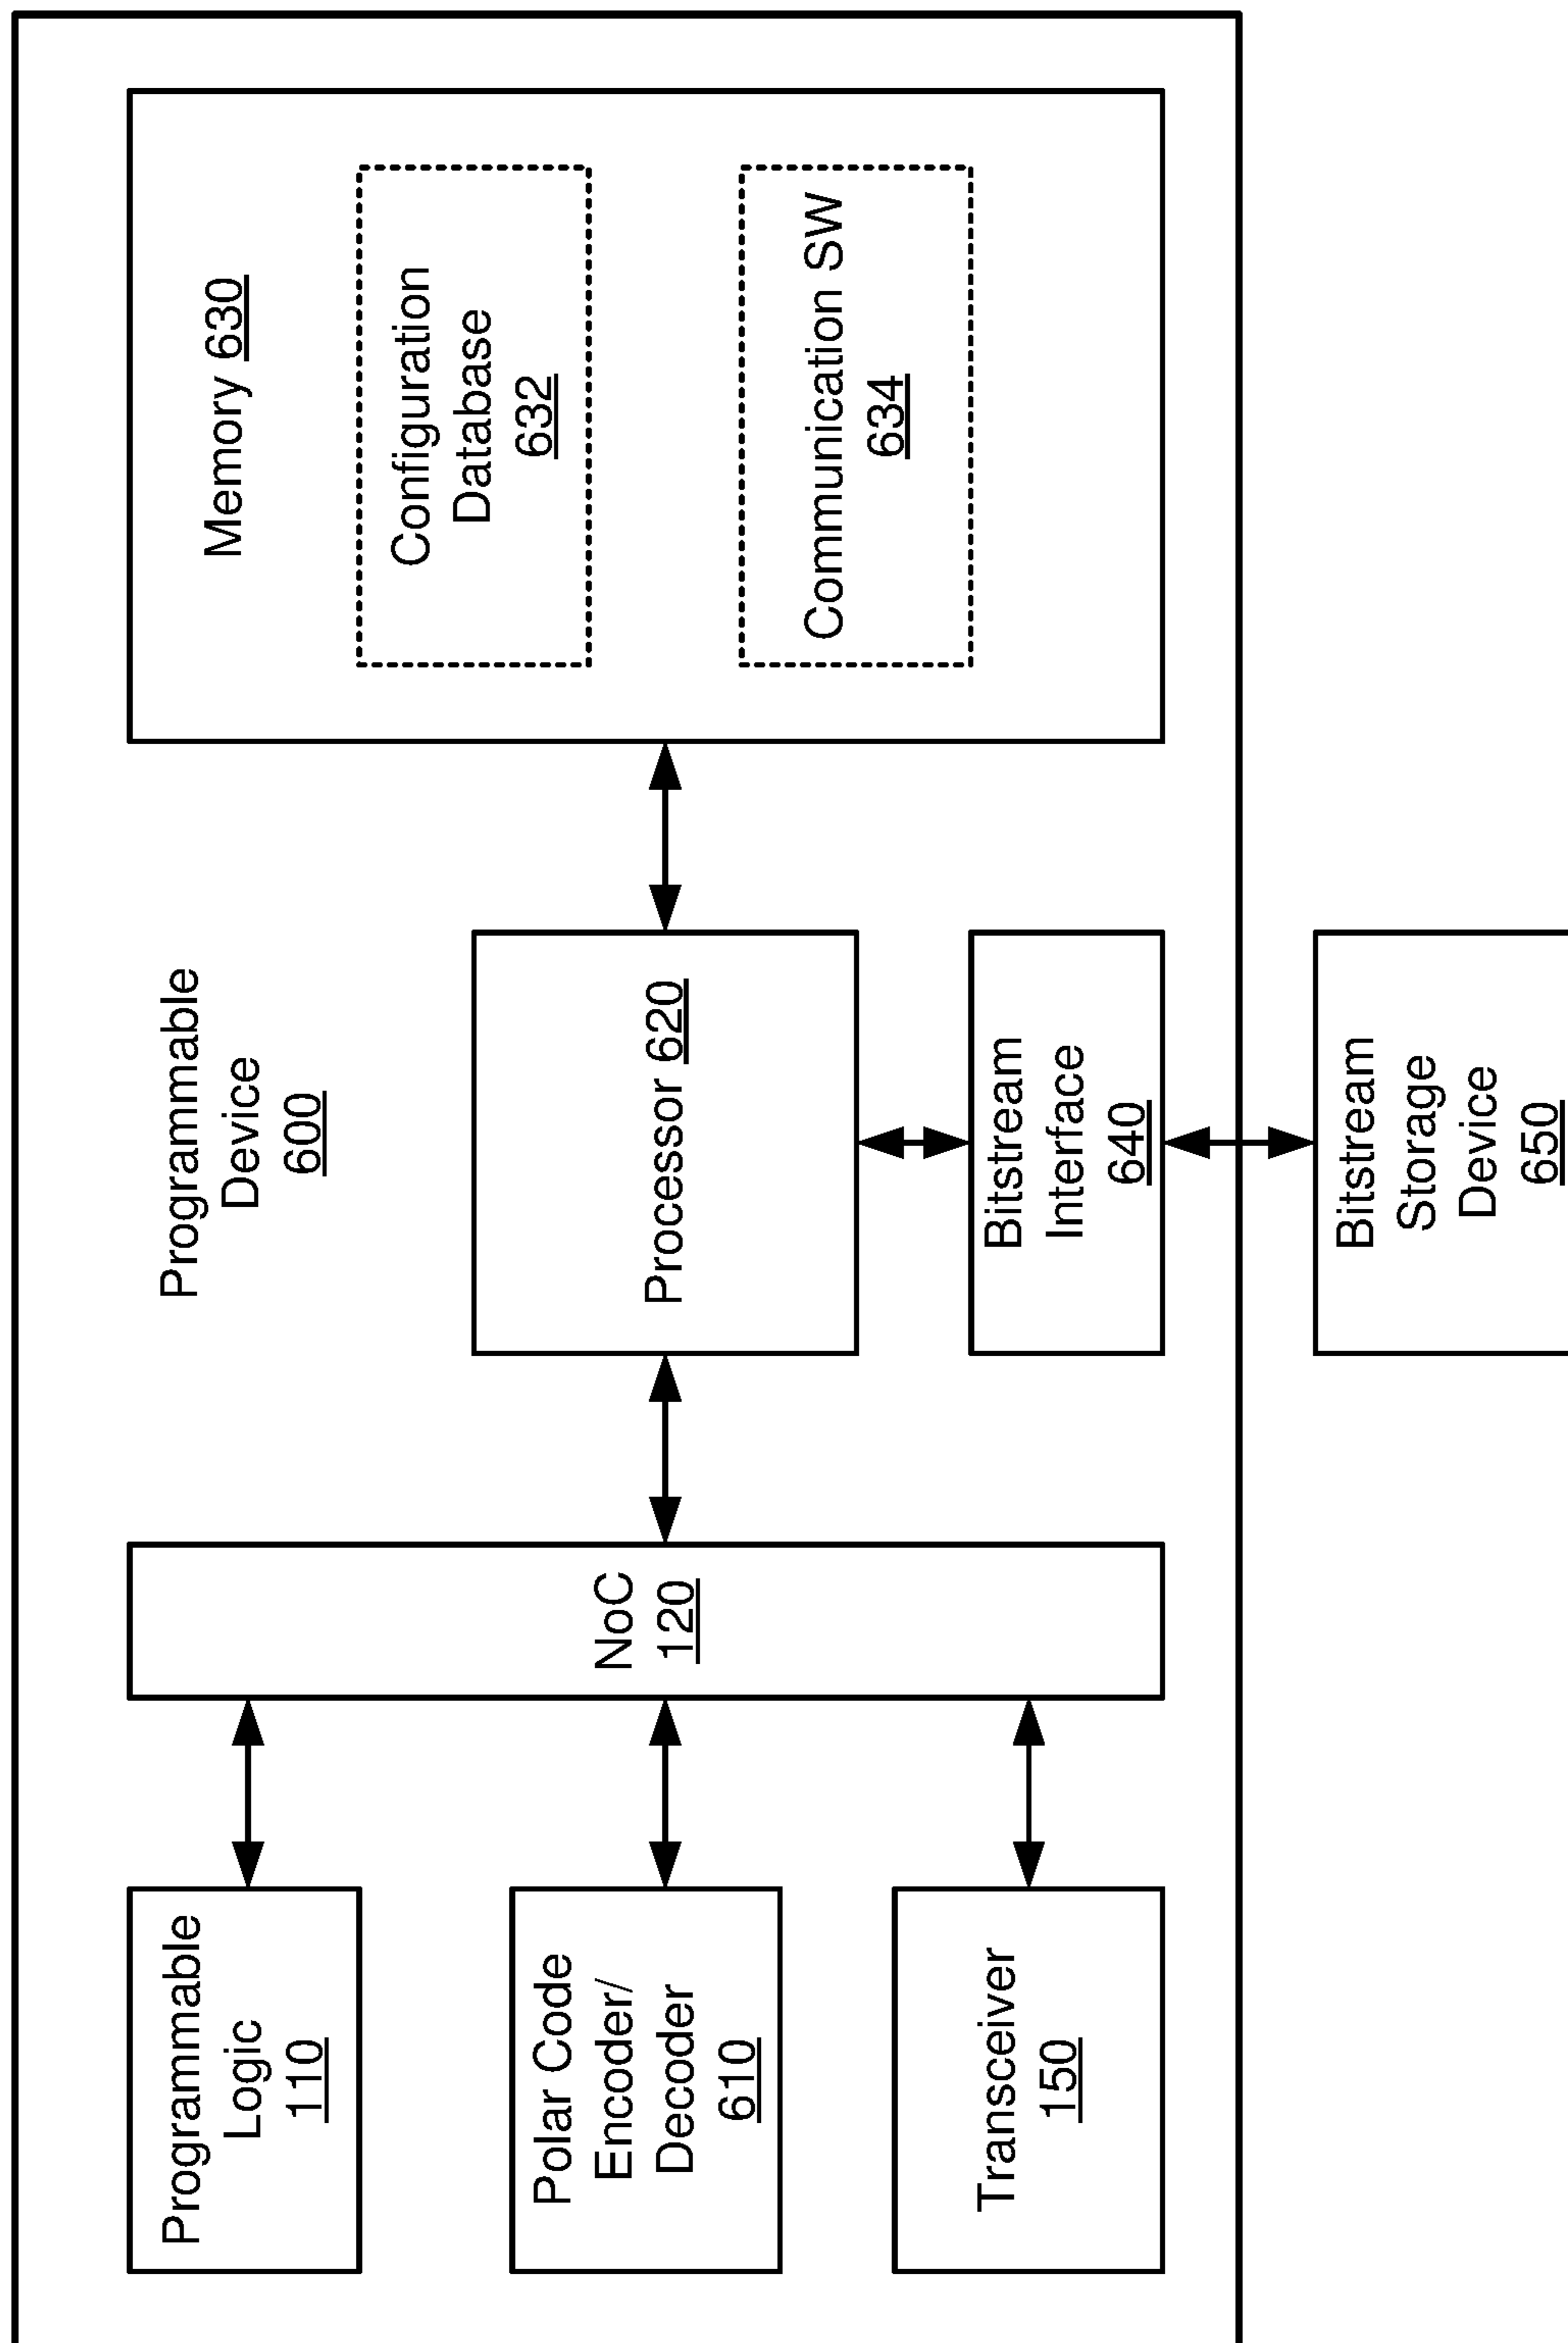 Programmable
Device
600
Programmable
Logic
110
Polar Code
Encoder/
Decoder
610
Transceiver
150
NoC
120
Processor 620
Bitstream
Interface
640
Bitstream
Storage
Device
650
Memory 630
Configuration
Database
632
Communication SW
634